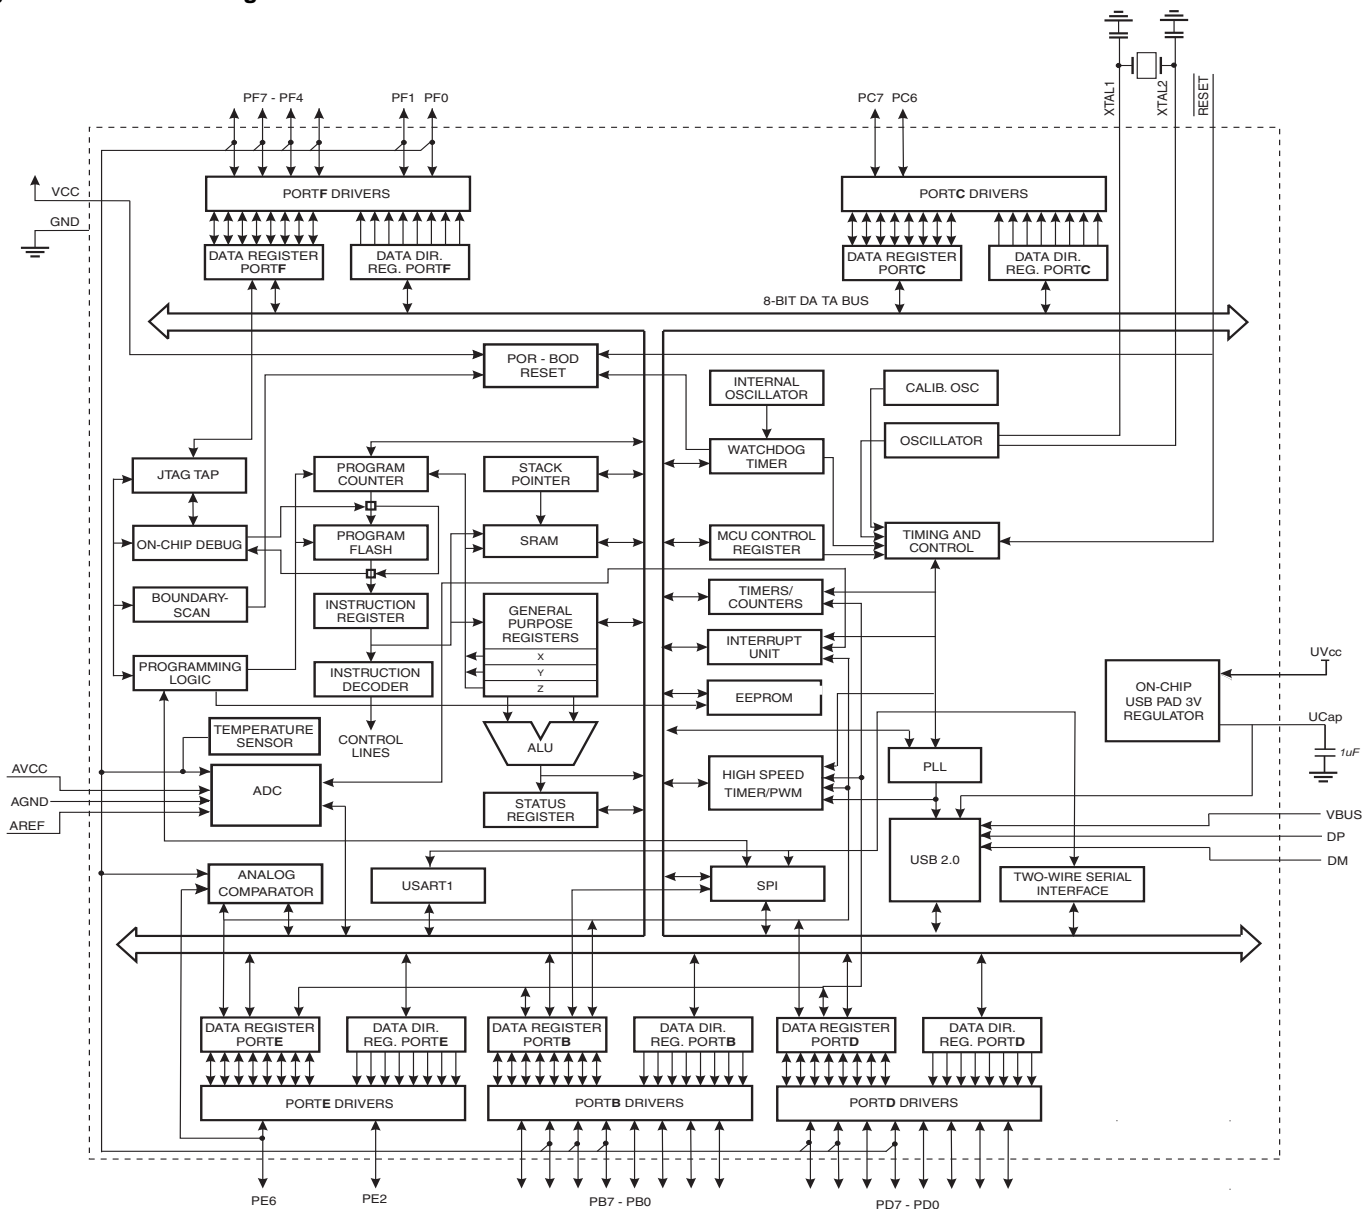 PF7 - PF4
PF1
PF0
PC7
PC6
XTAL1
XTAL2
RESET
VCC
GND
PORTF DRIVERS
PORTC DRIVERS
DATA REGISTER
PORTF
DATA DIR.
REG. PORTF
DATA REGISTER
PORTC
DATA DIR.
REG. PORTC
8-BIT DA TA BUS
POR - BOD
RESET
INTERNAL
OSCILLATOR
CALIB. OSC
OSCILLATOR
WATCHDOG
TIMER
JTAG TAP
PROGRAM
COUNTER
STACK
POINTER
ON-CHIP DEBUG
PROGRAM
FLASH
SRAM
MCU CONTROL
REGISTER
TIMING AND
CONTROL
BOUNDARY-
SCAN
INSTRUCTION
REGISTER
GENERAL
PURPOSE
REGISTERS
X
Y
Z
TIMERS/
COUNTERS
INTERRUPT
UNIT
PROGRAMMING
LOGIC
INSTRUCTION
DECODER
EEPROM
ON-CHIP
USB PAD 3V
REGULATOR
UVcc
UCap
1uF
TEMPERATURE
SENSOR
CONTROL
LINES
ALU
AVCC
AGND
AREF
ADC
STATUS
REGISTER
HIGH SPEED
TIMER/PWM
PLL
VBUS
DP
DM
USB 2.0
ANALOG
COMPARATOR
USART1
SPI
TWO-WIRE SERIAL
INTERFACE
DATA REGISTER
PORTE
DATA DIR.
REG. PORTE
DATA REGISTER
PORTB
DATA DIR.
REG. PORTB
DATA REGISTER
PORTD
DATA DIR.
REG. PORTD
PORTE DRIVERS
PORTB DRIVERS
PORTD DRIVERS
PE6
PE2
PB7 - PB0
PD7 - PD0